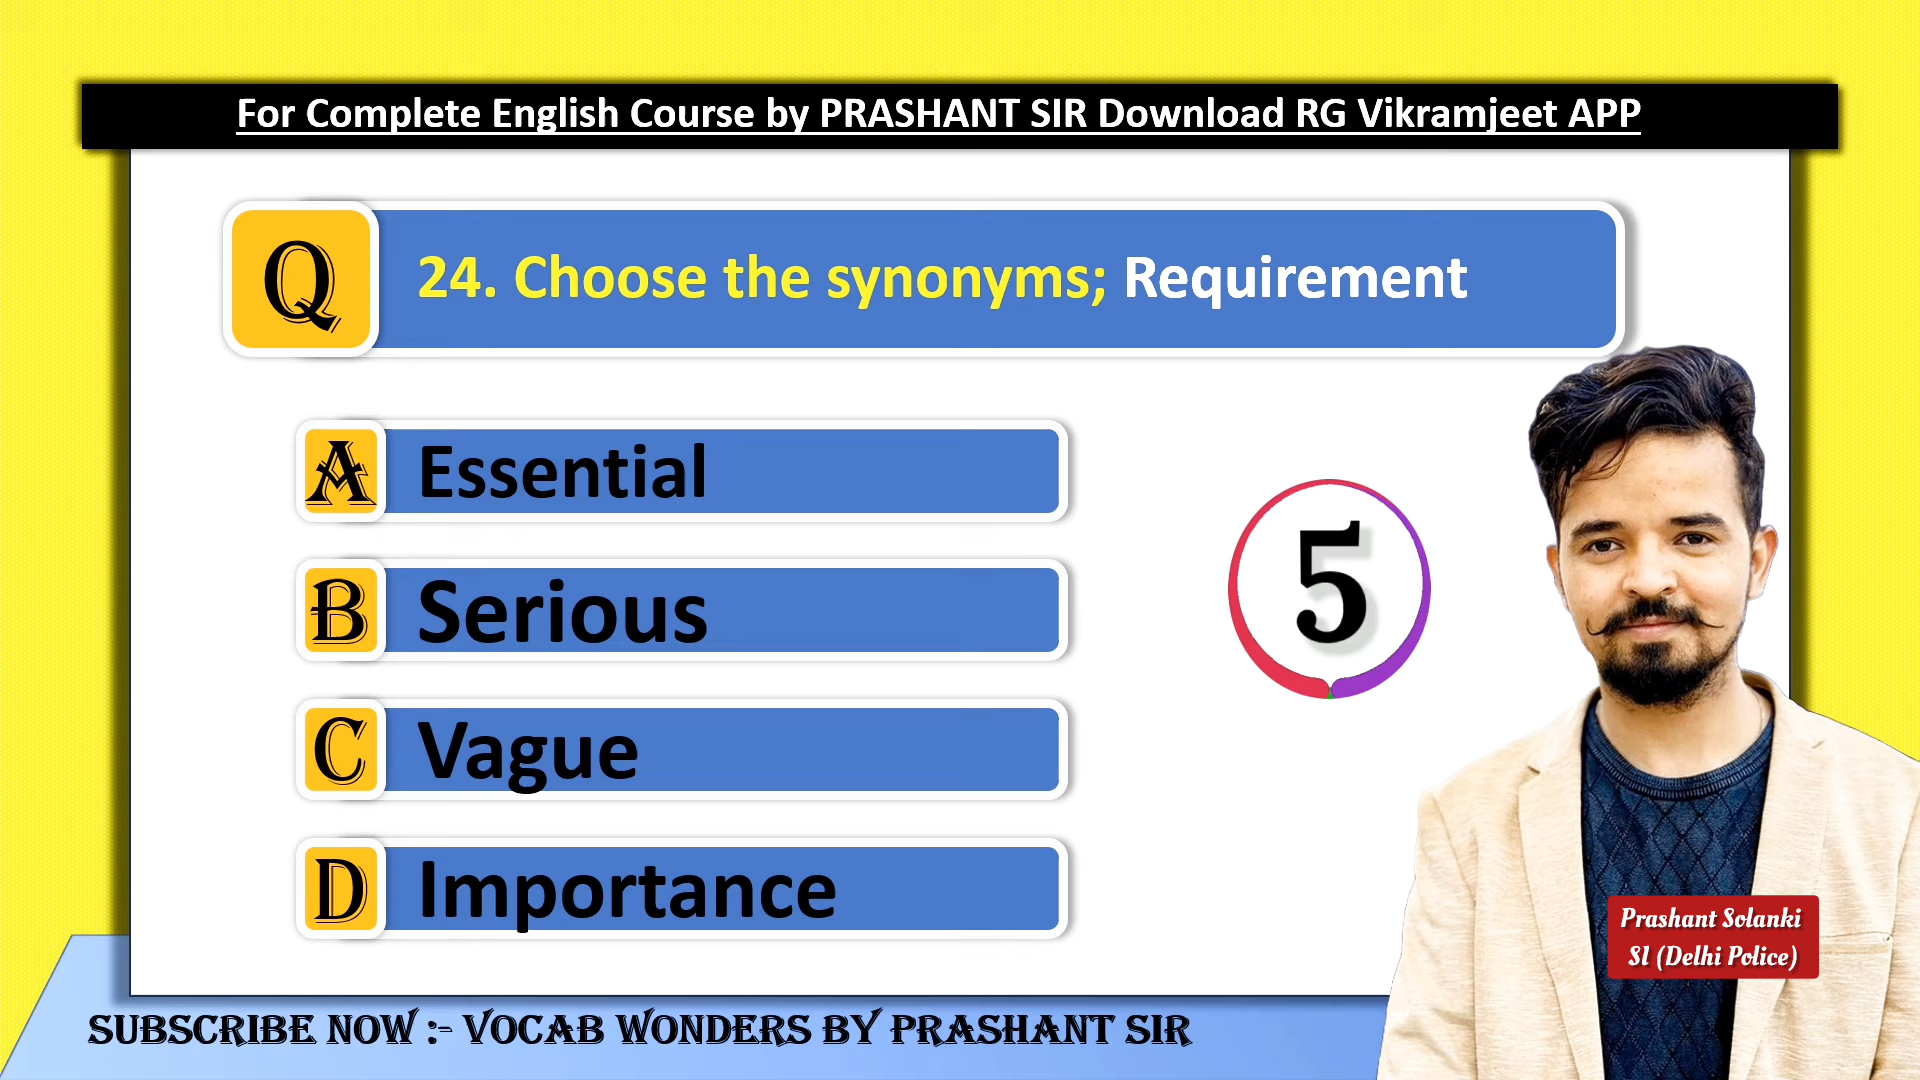 For Complete English Course by PRASHANT SIR Download RG Vikramjeet APP
Q
24. Choose the synonyms; Requirement
A
Essential
B
Serious
C
Vague
D
Importance
5
Prashant Solanki
SI (Delhi Police)
SUBSCRIBE NOW :- VOCAB WONDERS BY PRASHANT SIR